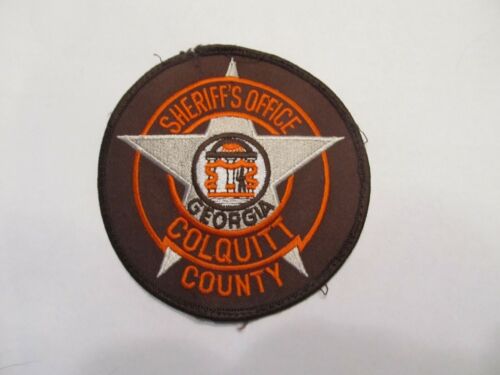 SHERIFF'S OFFICE
GEORGIA
COLQUITT
COUNTY